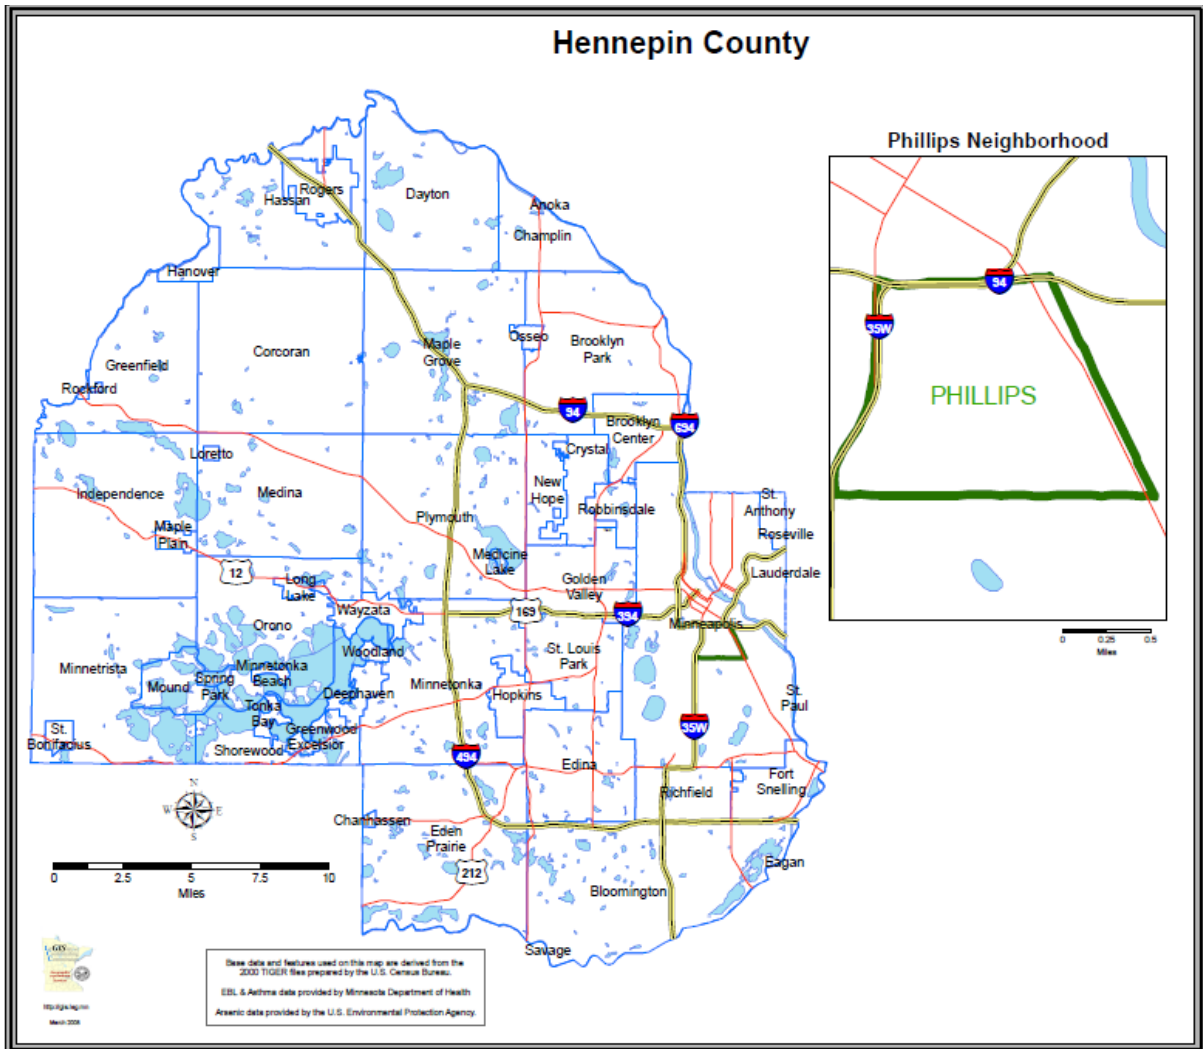 Hennepin County
Phillips Neighborhood
Rogers
Hassan
Dayton
Anoka
Champlin
Hanover
94
35W
PHILLIPS
0 0.25 0.5
Miles
Corcoran
Greenfield
Rockford
Maple
Grove
Osseo
Brooklyn
Park
94
694
Brooklyn
Center
Crystal
Loretto
Independence
Medina
New
Hope
Robbinsdale
Plymouth
St.
Anthony
Roseville
Lauderdale
Maple
Plain
12
Medicine
Lake
Long
Lake
Golden
Valley
Wayzata
169
394
Minneapolis
Orono
Woodland
St. Louis
Park
Minnetrista
Minnetonka
Beach
Mound
Spring
Park
Deephaven
Minnetonka
Hopkins
St.
Paul
Tonka
Bay
Greenwood
Excelsior
Shorewood
St.
Bonifacius
494
35W
Edina
Fort
Snelling
Richfield
N
W E
S
Chanhassen
Eden
Prairie
212
Eagan
Bloomington
Savage
0 2.5 5 7.5 10
Miles
Base data and features used on this map are derived from the
2000 TIGER files prepared by the U.S. Census Bureau.
EBL & Asthma data provided by Minnesota Department of Health
Arsenic data provided by the U.S. Environmental Protection Agency.
GIS